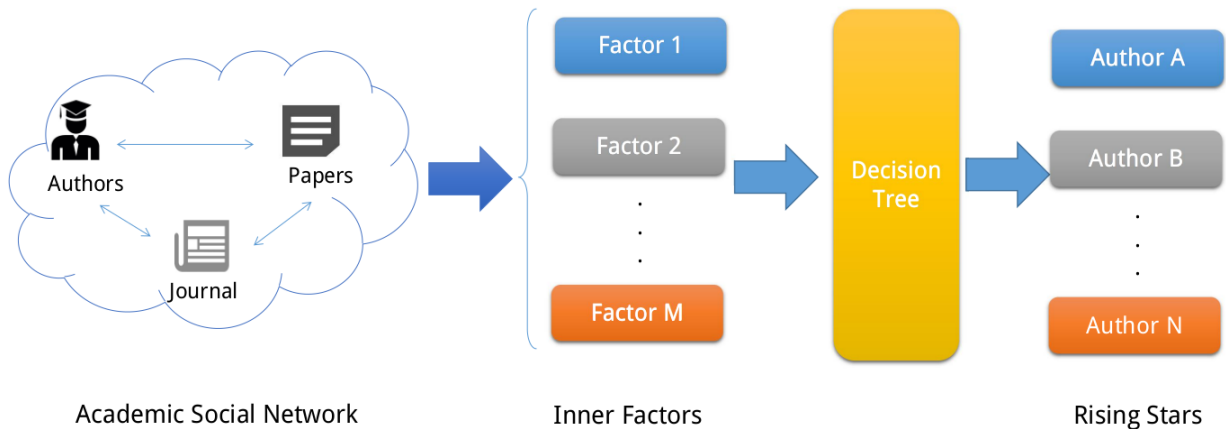 Authors
Papers
Journal
Academic Social Network
Factor 1
Factor 2
.
.
.
Factor M
Inner Factors
Decision
Tree
Author A
Author B
.
.
.
Author N
Rising Stars